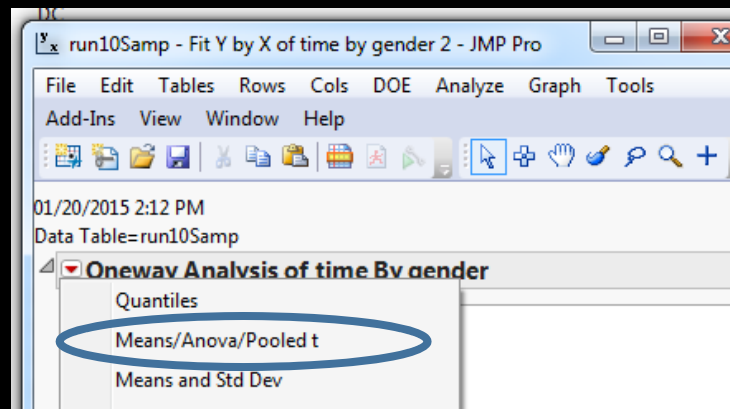 DC
run10Samp - Fit Y by X of time by gender 2 - JMP Pro
File Edit Tables Rows Cols DOE Analyze Graph Tools
Add-Ins View Window Help
01/20/2015 2:12 PM
Data Table=run10Samp
Oneway Analysis of time By gender
Quantiles
Means/Anova/Pooled t
Means and Std Dev